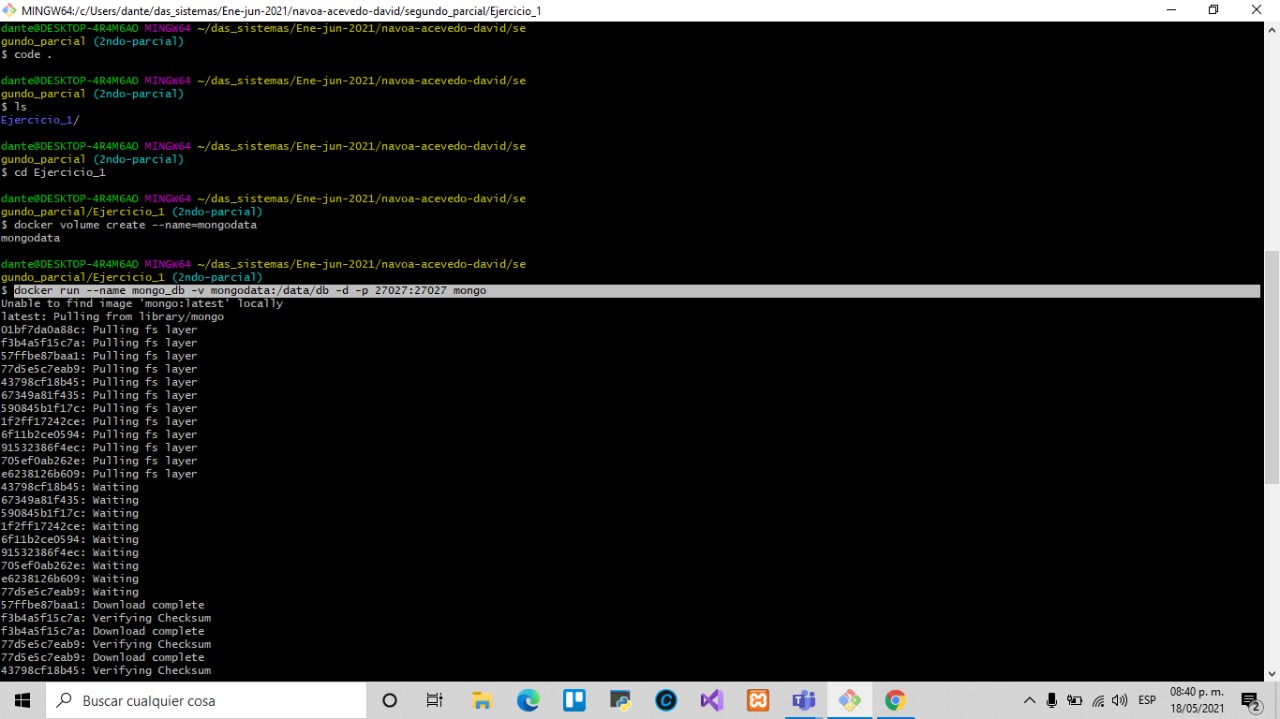 MINGW64:/c/Users/dante/das_sistemas/Ene-jun-2021/navoa-acevedo-david/segundo_parcial/Ejercicio_1
dante@DESKTOP-4R4M6AO MINGW64 ~/das_sistemas/Ene-jun-2021/navoa-acevedo-david/se
gundo_parcial (2ndo-parcial)
$ code .
dante@DESKTOP-4R4M6AO MINGW64 ~/das_sistemas/Ene-jun-2021/navoa-acevedo-david/se
gundo_parcial (2ndo-parcial)
$ ls
Ejercicio_1/
dante@DESKTOP-4R4M6AO MINGW64 ~/das_sistemas/Ene-jun-2021/navoa-acevedo-david/se
gundo_parcial (2ndo-parcial)
$ cd Ejercicio_1
dante@DESKTOP-4R4M6AO MINGW64 ~/das_sistemas/Ene-jun-2021/navoa-acevedo-david/se
gundo_parcial/Ejercicio_1 (2ndo-parcial)
$ docker volume create --name=mongodata
mongodata
dante@DESKTOP-4R4M6AO MINGW64 ~/das_sistemas/Ene-jun-2021/navoa-acevedo-david/se
gundo_parcial/Ejercicio_1 (2ndo-parcial)
$ docker run --name mongo_db -v mongodata:/data/db -d -p 27027:27027 mongo
Unable to find image 'mongo:latest' locally
latest: Pulling from library/mongo
01bf7da0a88c: Pulling fs layer
f3b4a5f15c7a: Pulling fs layer
57ffbe87baa1: Pulling fs layer
77d5e5c7eab9: Pulling fs layer
43798cf18b45: Pulling fs layer
67349a81f435: Pulling fs layer
590845b1f17c: Pulling fs layer
1f2ff17242ce: Pulling fs layer
6f11b2ce0594: Pulling fs layer
91532386f4ec: Pulling fs layer
705ef0ab262e: Pulling fs layer
e6238126b609: Pulling fs layer
43798cf18b45: Waiting
67349a81f435: Waiting
590845b1f17c: Waiting
1f2ff17242ce: Waiting
6f11b2ce0594: Waiting
91532386f4ec: Waiting
705ef0ab262e: Waiting
e6238126b609: Waiting
77d5e5c7eab9: Waiting
57ffbe87baa1: Download complete
f3b4a5f15c7a: Verifying Checksum
f3b4a5f15c7a: Download complete
77d5e5c7eab9: Verifying Checksum
77d5e5c7eab9: Download complete
43798cf18b45: Verifying Checksum
Buscar cualquier cosa
ESP
08:40 p. m.
18/05/2021
2